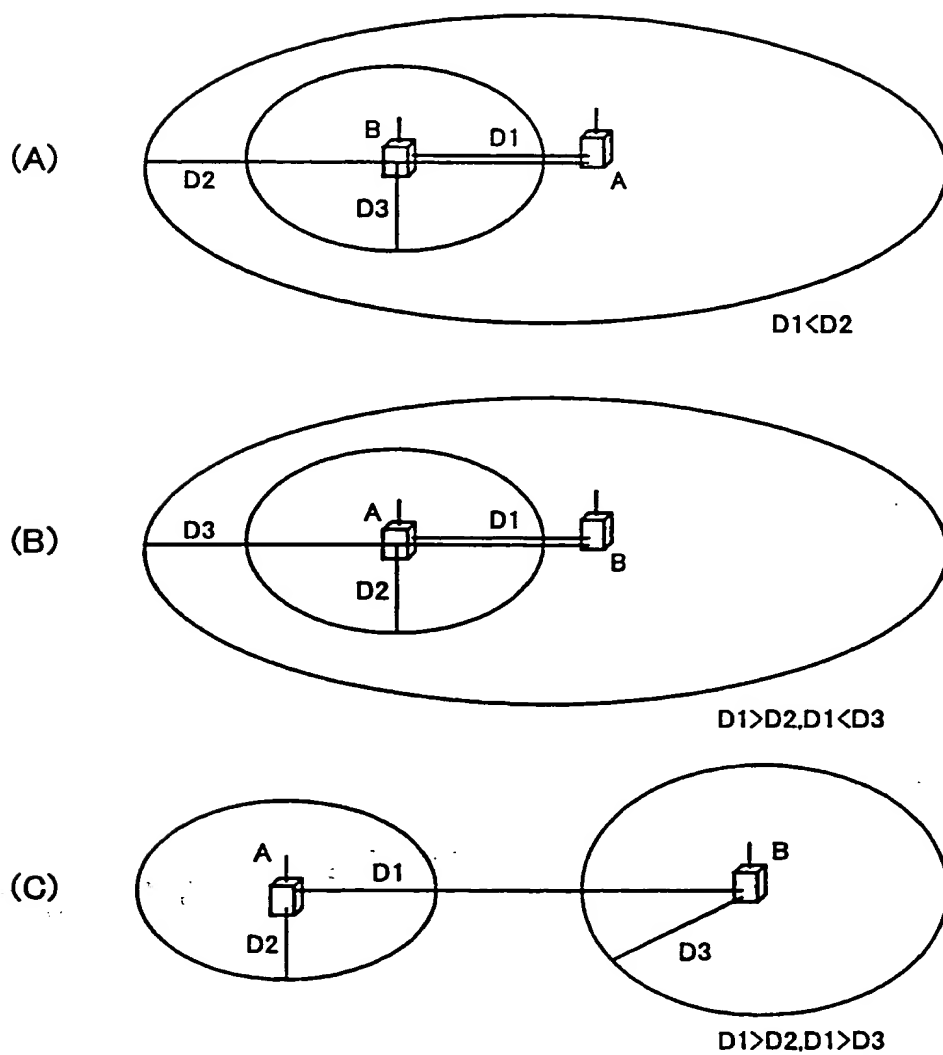 (A)
B
D1
A
D2
D3
D1<D2
(B)
A
D1
B
D3
D2
D1>D2,D1<D3
(C)
A
D1
B
D2
D3
D1>D2,D1>D3